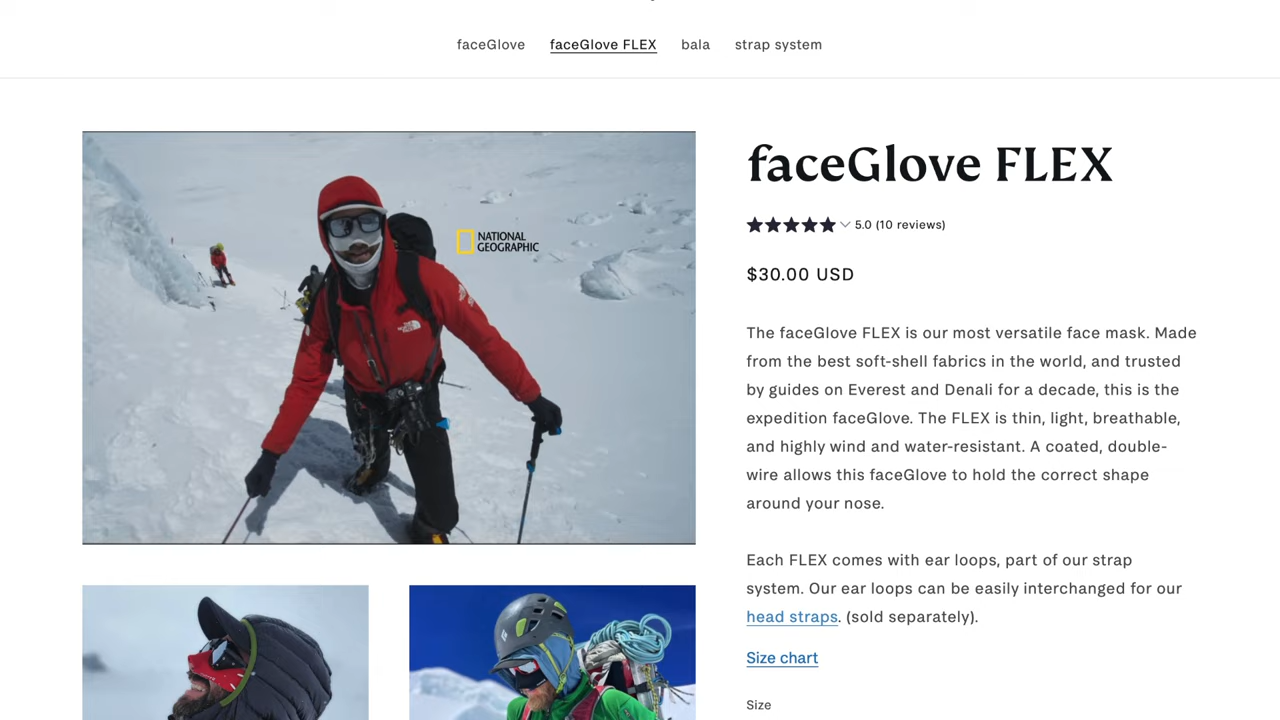 faceGlove faceGlove FLEX bala strap system
NATIONAL
GEOGRAPHIC
faceGlove FLEX
5.0 (10 reviews)
$30.00 USD
The faceGlove FLEX is our most versatile face mask. Made
from the best soft-shell fabrics in the world, and trusted
by guides on Everest and Denali for a decade, this is the
expedition faceGlove. The FLEX is thin, light, breathable,
and highly wind and water-resistant. A coated, double-
wire allows this faceGlove to hold the correct shape
around your nose.
Each FLEX comes with ear loops, part of our strap
system. Our ear loops can be easily interchanged for our
head straps. (sold separately).
Size chart
Size